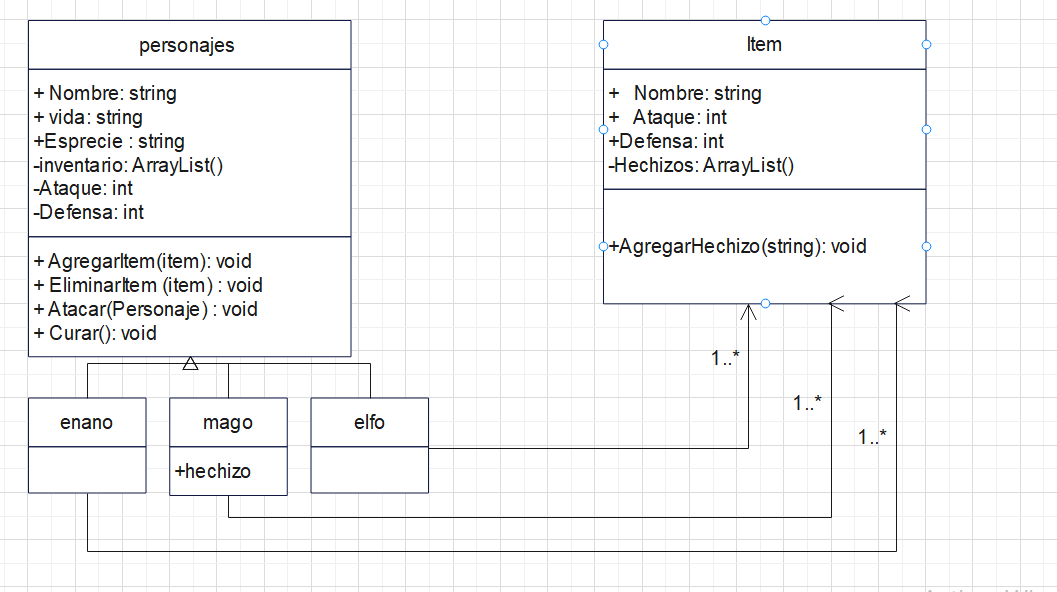 personajes
+ Nombre: string
+ vida: string
+Esprecie : string
-inventario: ArrayList()
-Ataque: int
-Defensa: int
+ AgregarItem(item): void
+ EliminarItem (item) : void
+ Atacar(Personaje) : void
+ Curar(): void
Item
+ Nombre: string
+ Ataque: int
+Defensa: int
-Hechizos: ArrayList()
+AgregarHechizo(string): void
enano
mago
+hechizo
elfo
1..*
1..*
1..*